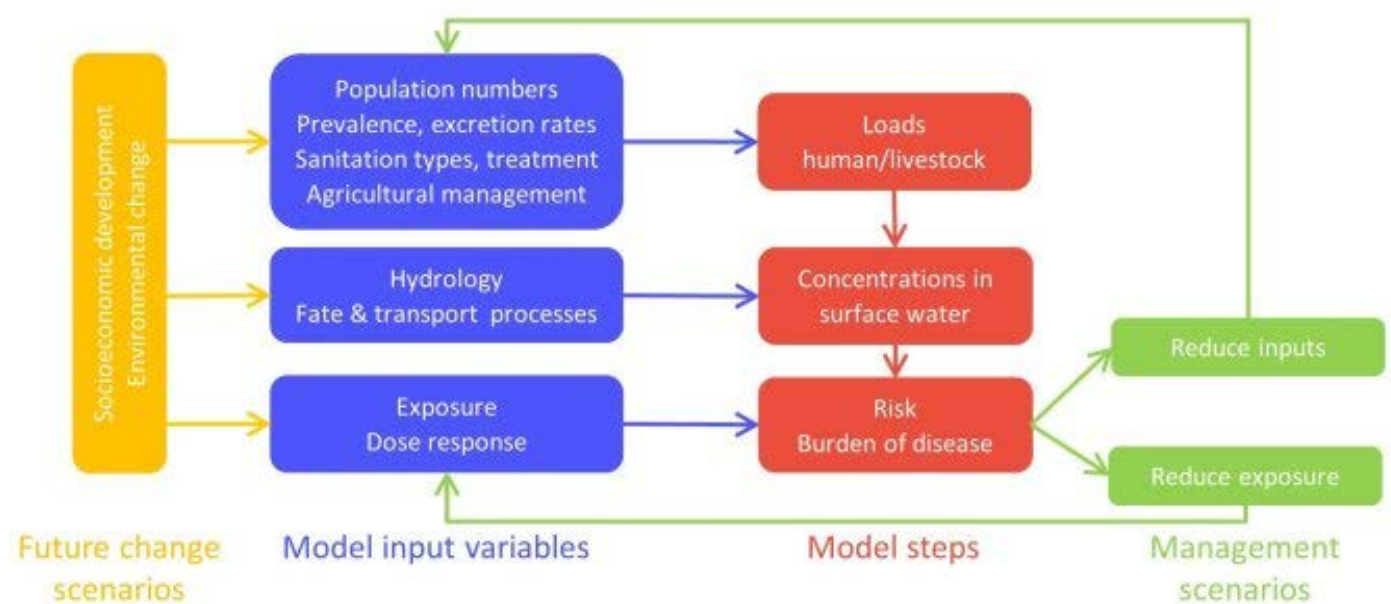 Socioeconomic development
Environmental change
Population numbers
Prevalence, excretion rates
Sanitation types, treatment
Agricultural management
Loads
human/livestock
Hydrology
Fate & transport processes
Concentrations in
surface water
Exposure
Dose response
Risk
Burden of disease
Reduce inputs
Reduce exposure
Future change
scenarios
Model input variables
Model steps
Management
scenarios